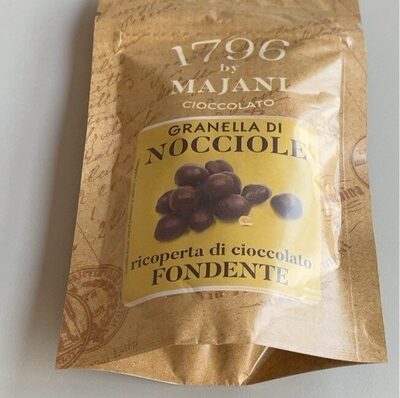 1796
by
MAJANI
CIOCCOLATO
GRANELLA DI
NOCCIOLE
ricoperta di cioccolato
FONDENTE